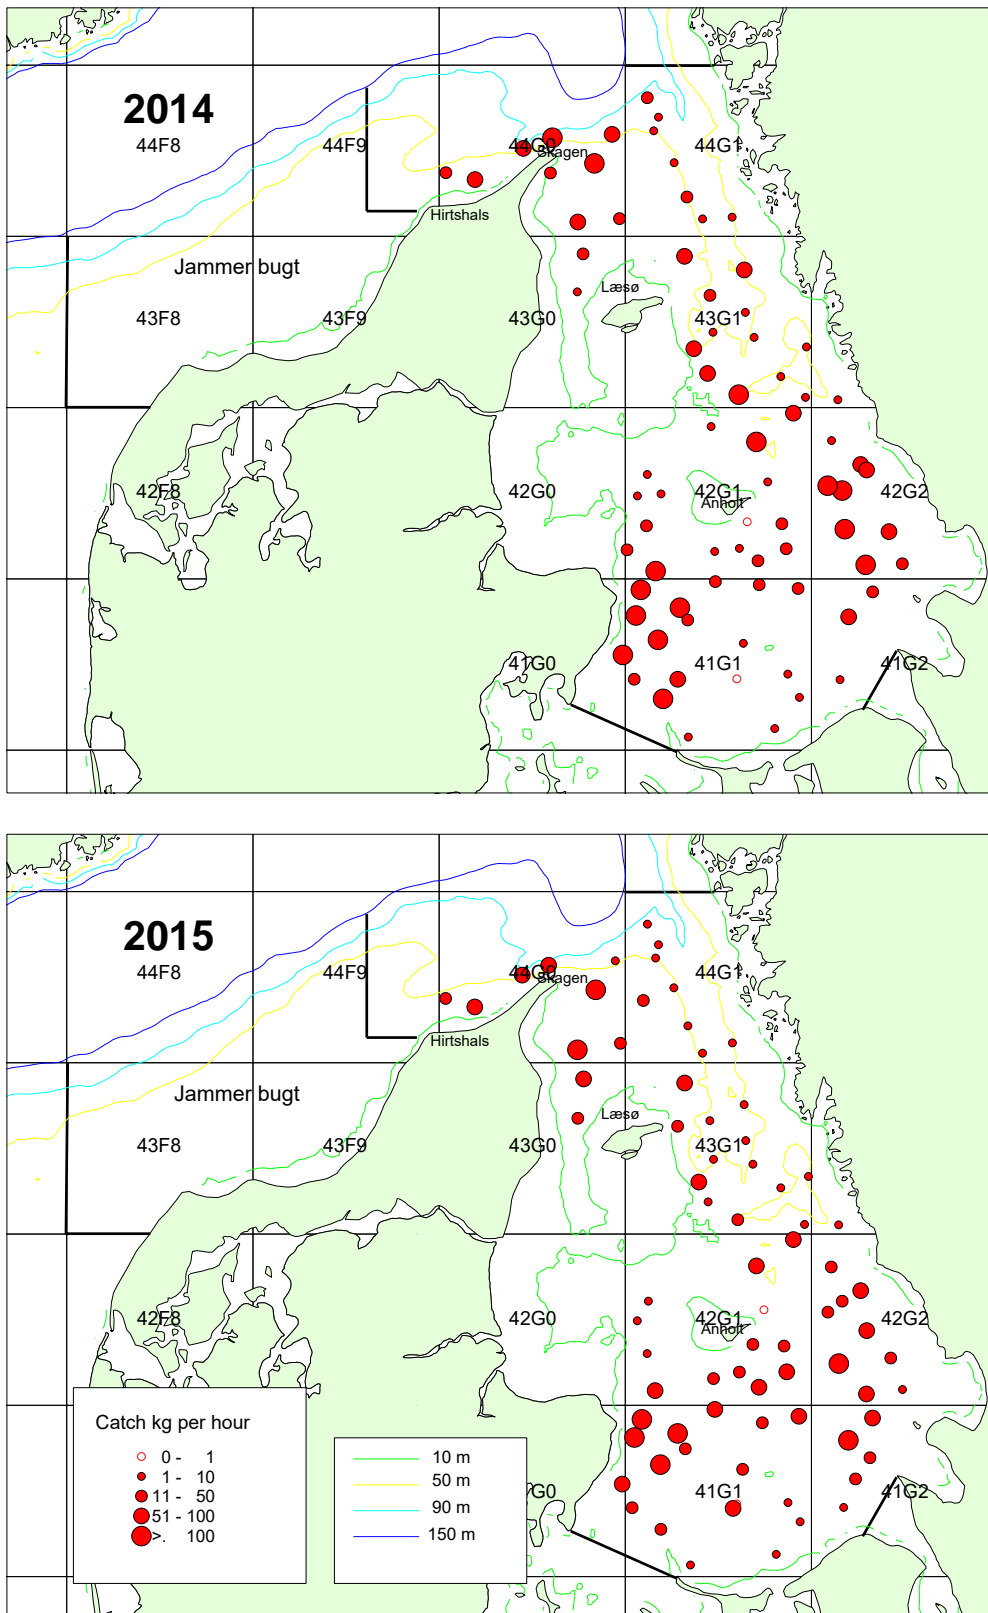 2014
44F8
44F9
44G0
44G1
Skagen
Hirtshals
Jammer bugt
Læsø
43F8
43F9
43G0
43G1
42F8
42G0
42G1
42G2
Anholt
41G0
41G1
41G2
2015
44F8
44F9
44G0
44G1
Skagen
Hirtshals
Jammer bugt
Læsø
43F8
43F9
43G0
43G1
42F8
42G0
42G1
42G2
Anholt
Catch kg per hour
0 - 1
1 - 10
11 - 50
51 - 100
>. 100
10 m
50 m
90 m
150 m
G0
41G1
41G2